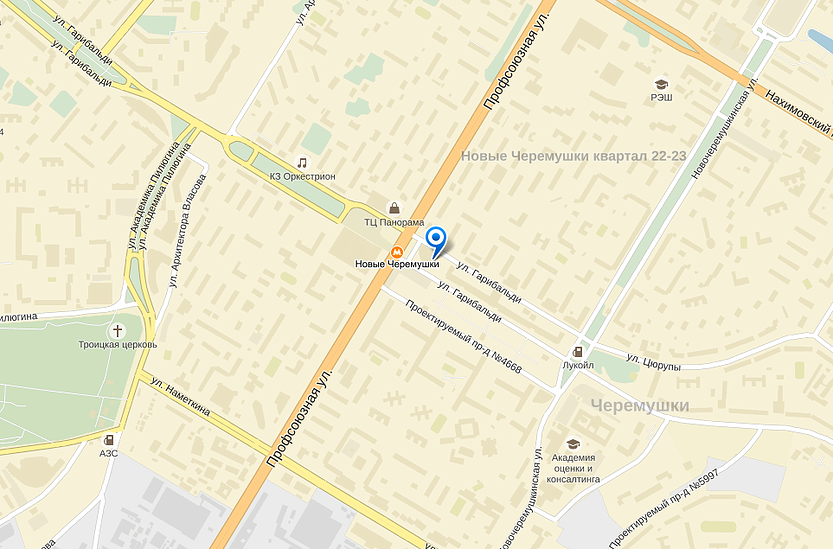 ул. Гарибальди
ул. Гарибальди
ул. Ар
Профсоюзная ул.
РЭШ
Нахимовский п
Новочеремушкинская ул.
Новые Черемушки квартал 22-23
4
ул. Академика Пилюгина
ул. Академика Пилюгина
КЗ Оркестрион
ул. Архитектора Власова
ТЦ Панорама
Новые Черемушки
ул. Гарибальди
ул. Гарибальди
Проектируемый пр-д №4668
илюгина
Троицкая церковь
Лукойл
ул. Цюрупы
ул. Наметкина
Черемушки
Профсоюзная ул.
АЗС
Академия
оценки и
консалтинга
Новочеремушкинская ул.
Проектируемый пр-д №5997